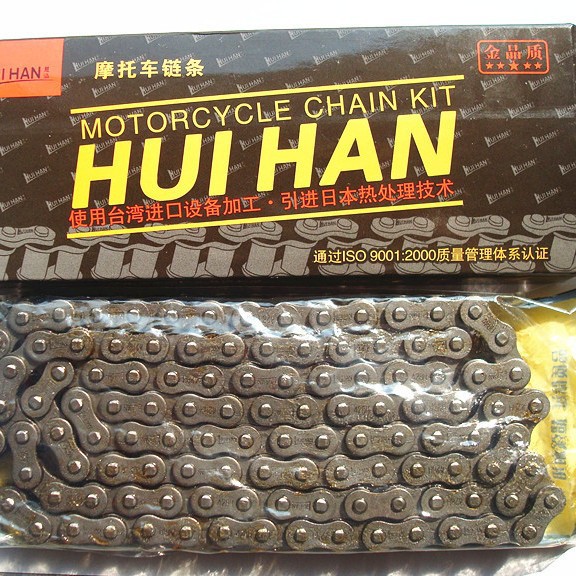 UI HAN
摩托车链条
金品质
MOTORCYCLE CHAIN KIT
HUI HAN
使用台湾进口设备加工·引进日本热处理技术
通过ISO 9001:2000质量管理体系认证